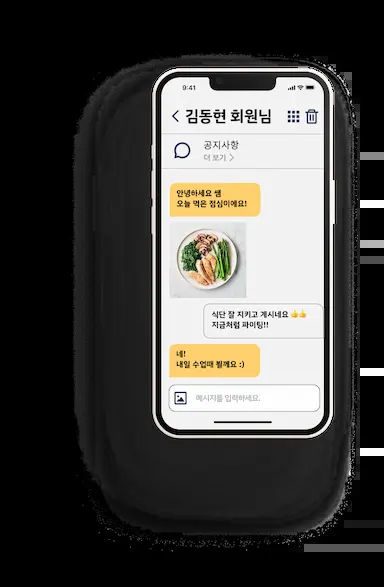 9:41
김동현 회원님
공지사항
더 보기 >
안녕하세요 쌤
오늘 먹은 점심이에요!
식단 잘 지키고 계시네요 👍👍
지금처럼 파이팅!!
네!
내일 수업때 뵐께요 :)
메시지를 입력하세요.